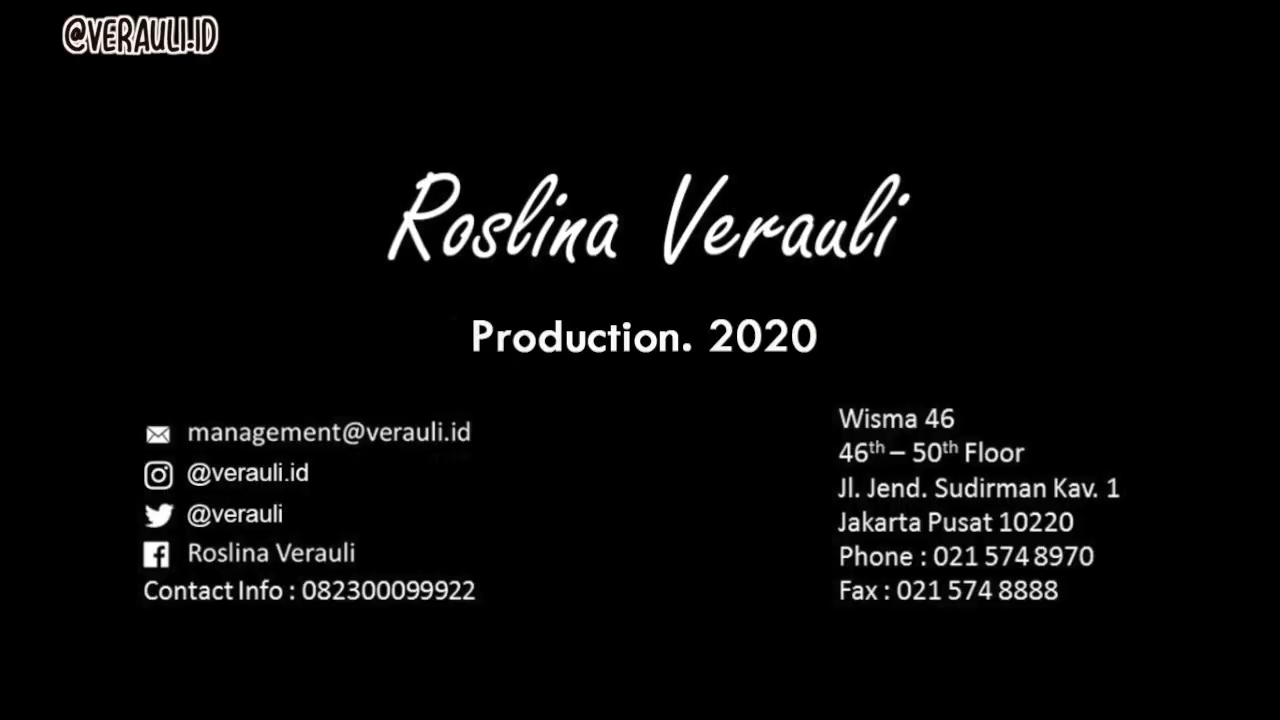 @VERAULI.ID
Roslina Verauli
Production. 2020
management@verauli.id
@verauli.id
@verauli
Roslina Verauli
Contact Info : 082300099922
Wisma 46
46th – 50th Floor
Jl. Jend. Sudirman Kav. 1
Jakarta Pusat 10220
Phone : 021 574 8970
Fax : 021 574 8888